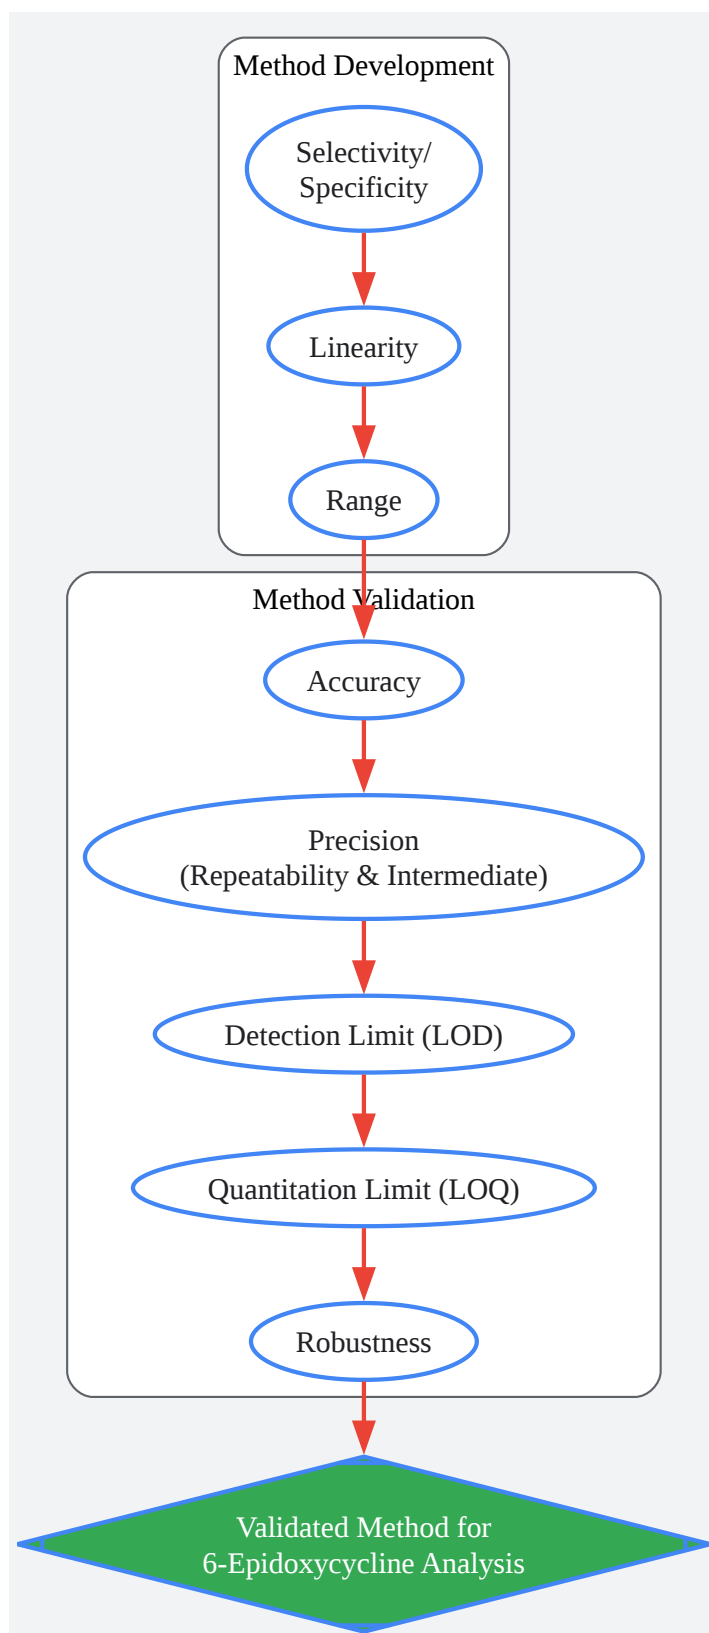 Method Development
Selectivity/
Specificity
Linearity
Range
Method Validation
Accuracy
Precision
(Repeatability & Intermediate)
Detection Limit (LOD)
Quantitation Limit (LOQ)
Robustness
Validated Method for
6-Epidoxycycline Analysis